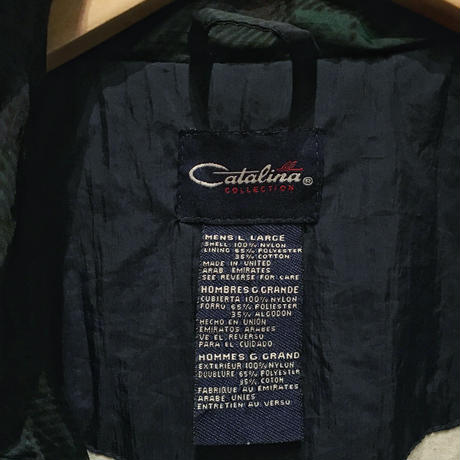 Catalina®
COLLECTION
MENS L LARGE
SHELL 100% NYLON
LINING 65% POLYESTER
35% COTTON
MADE IN UNITED
ARAB EMIRATES
SEE REVERSE FOR CARE
HOMBRES G GRANDE
CUBIERTA 100% NYLON
FORRO 65% POLIESTER
35% ALGODON
HECHO EN UNION
EMIRATOS ARABES
VE EL REVERSO
PARA EL CUIDADO
HOMMES G GRAND
EXTERIEUR 100% NYLON
DOUBLURE 65% POLYESTER
35% COTON
FABRIQUE AU EMIRATES
ARABE UNIES
ENTRETIEN AU VERSO